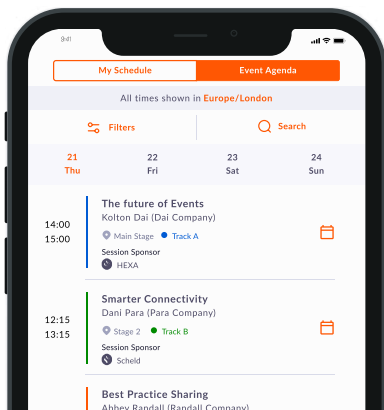 9:41
My Schedule
Event Agenda
All times shown in Europe/London
Filters
Search
21 22 23 24
Thu Fri Sat Sun
14:00
15:00
The future of Events
Kolton Dai (Dai Company)
Main Stage Track A
Session Sponsor
HEXA
12:15
13:15
Smarter Connectivity
Dani Para (Para Company)
Stage 2 Track B
Session Sponsor
Scheld
Best Practice Sharing
Abbey Randall (Randall Company)